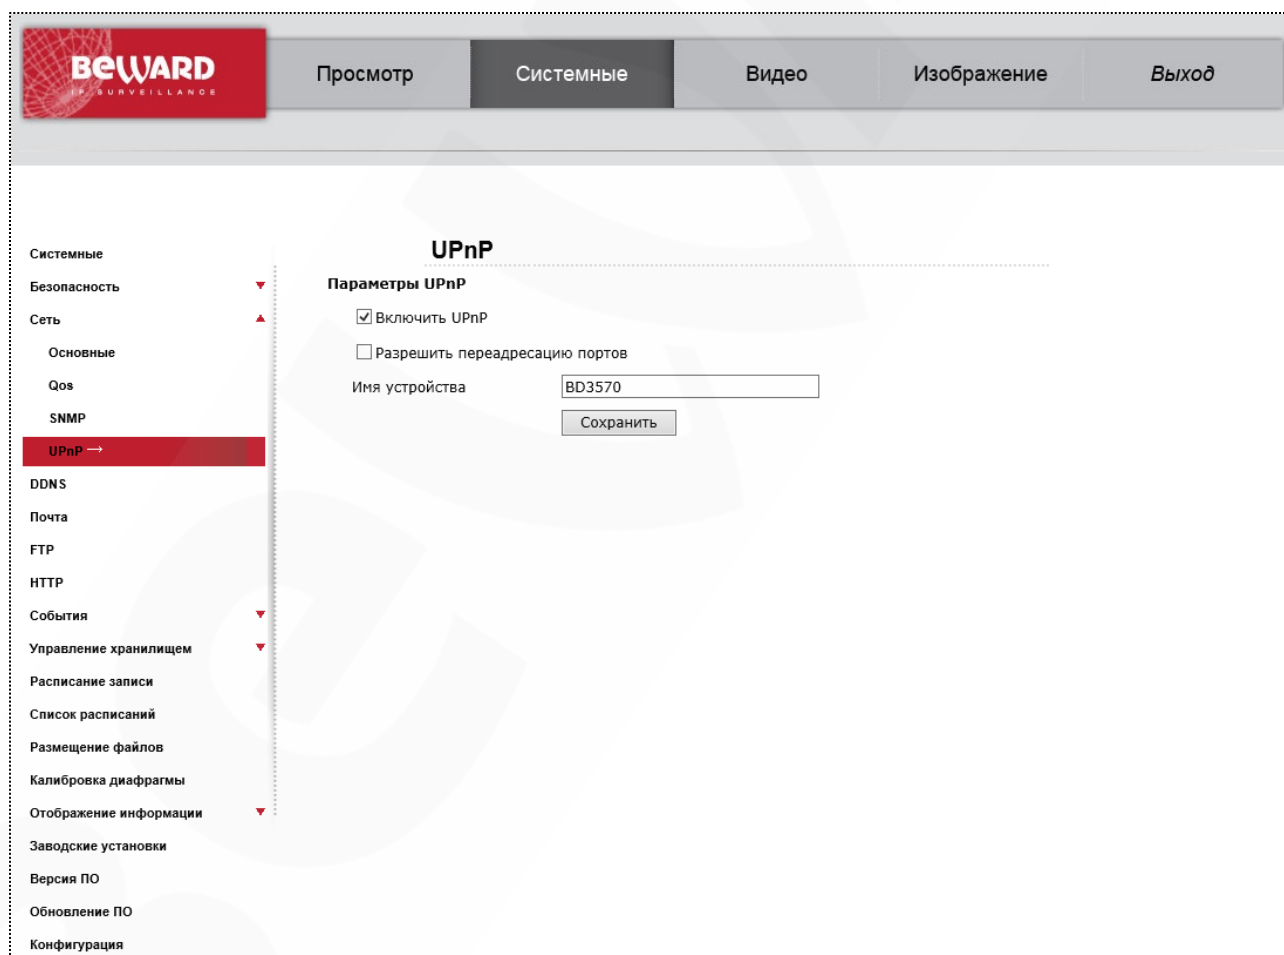 BEWARD
IP SURVEILLANCE
Просмотр
Системные
Видео
Изображение
Выход
Системные
Безопасность
Сеть
Основные
Qos
SNMP
UPnP →
DDNS
Почта
FTP
HTTP
События
Управление хранилищем
Расписание записи
Список расписаний
Размещение файлов
Калибровка диафрагмы
Отображение информации
Заводские установки
Версия ПО
Обновление ПО
Конфигурация
UPnP
Параметры UPnP
Включить UPnP
Разрешить переадресацию портов
Имя устройства BD3570
Сохранить